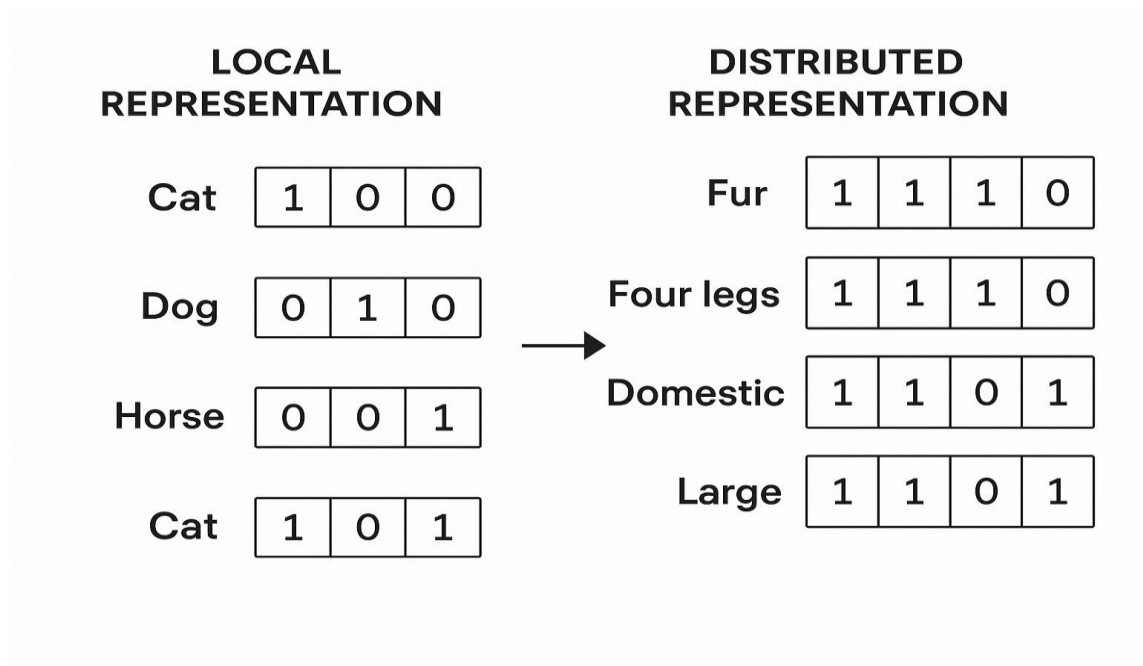 LOCAL
REPRESENTATION
Cat 1 0 0
Dog 0 1 0
Horse 0 0 1
Cat 1 0 1
DISTRIBUTED
REPRESENTATION
Fur 1 1 1 0
Four legs 1 1 1 0
Domestic 1 1 0 1
Large 1 1 0 1